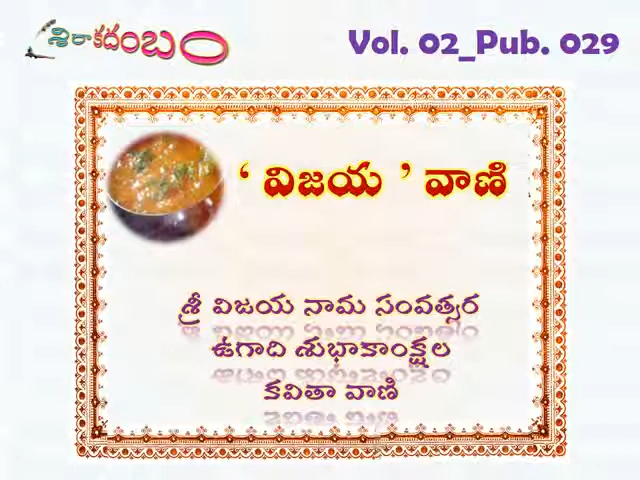 శిరాకదంబం
Vol. 02_Pub. 029
‘ విజయ ’ వాణి
శ్రీ విజయ నామ సంవత్సర
ఉగాది శుభాకాంక్షల
కవితా వాణి